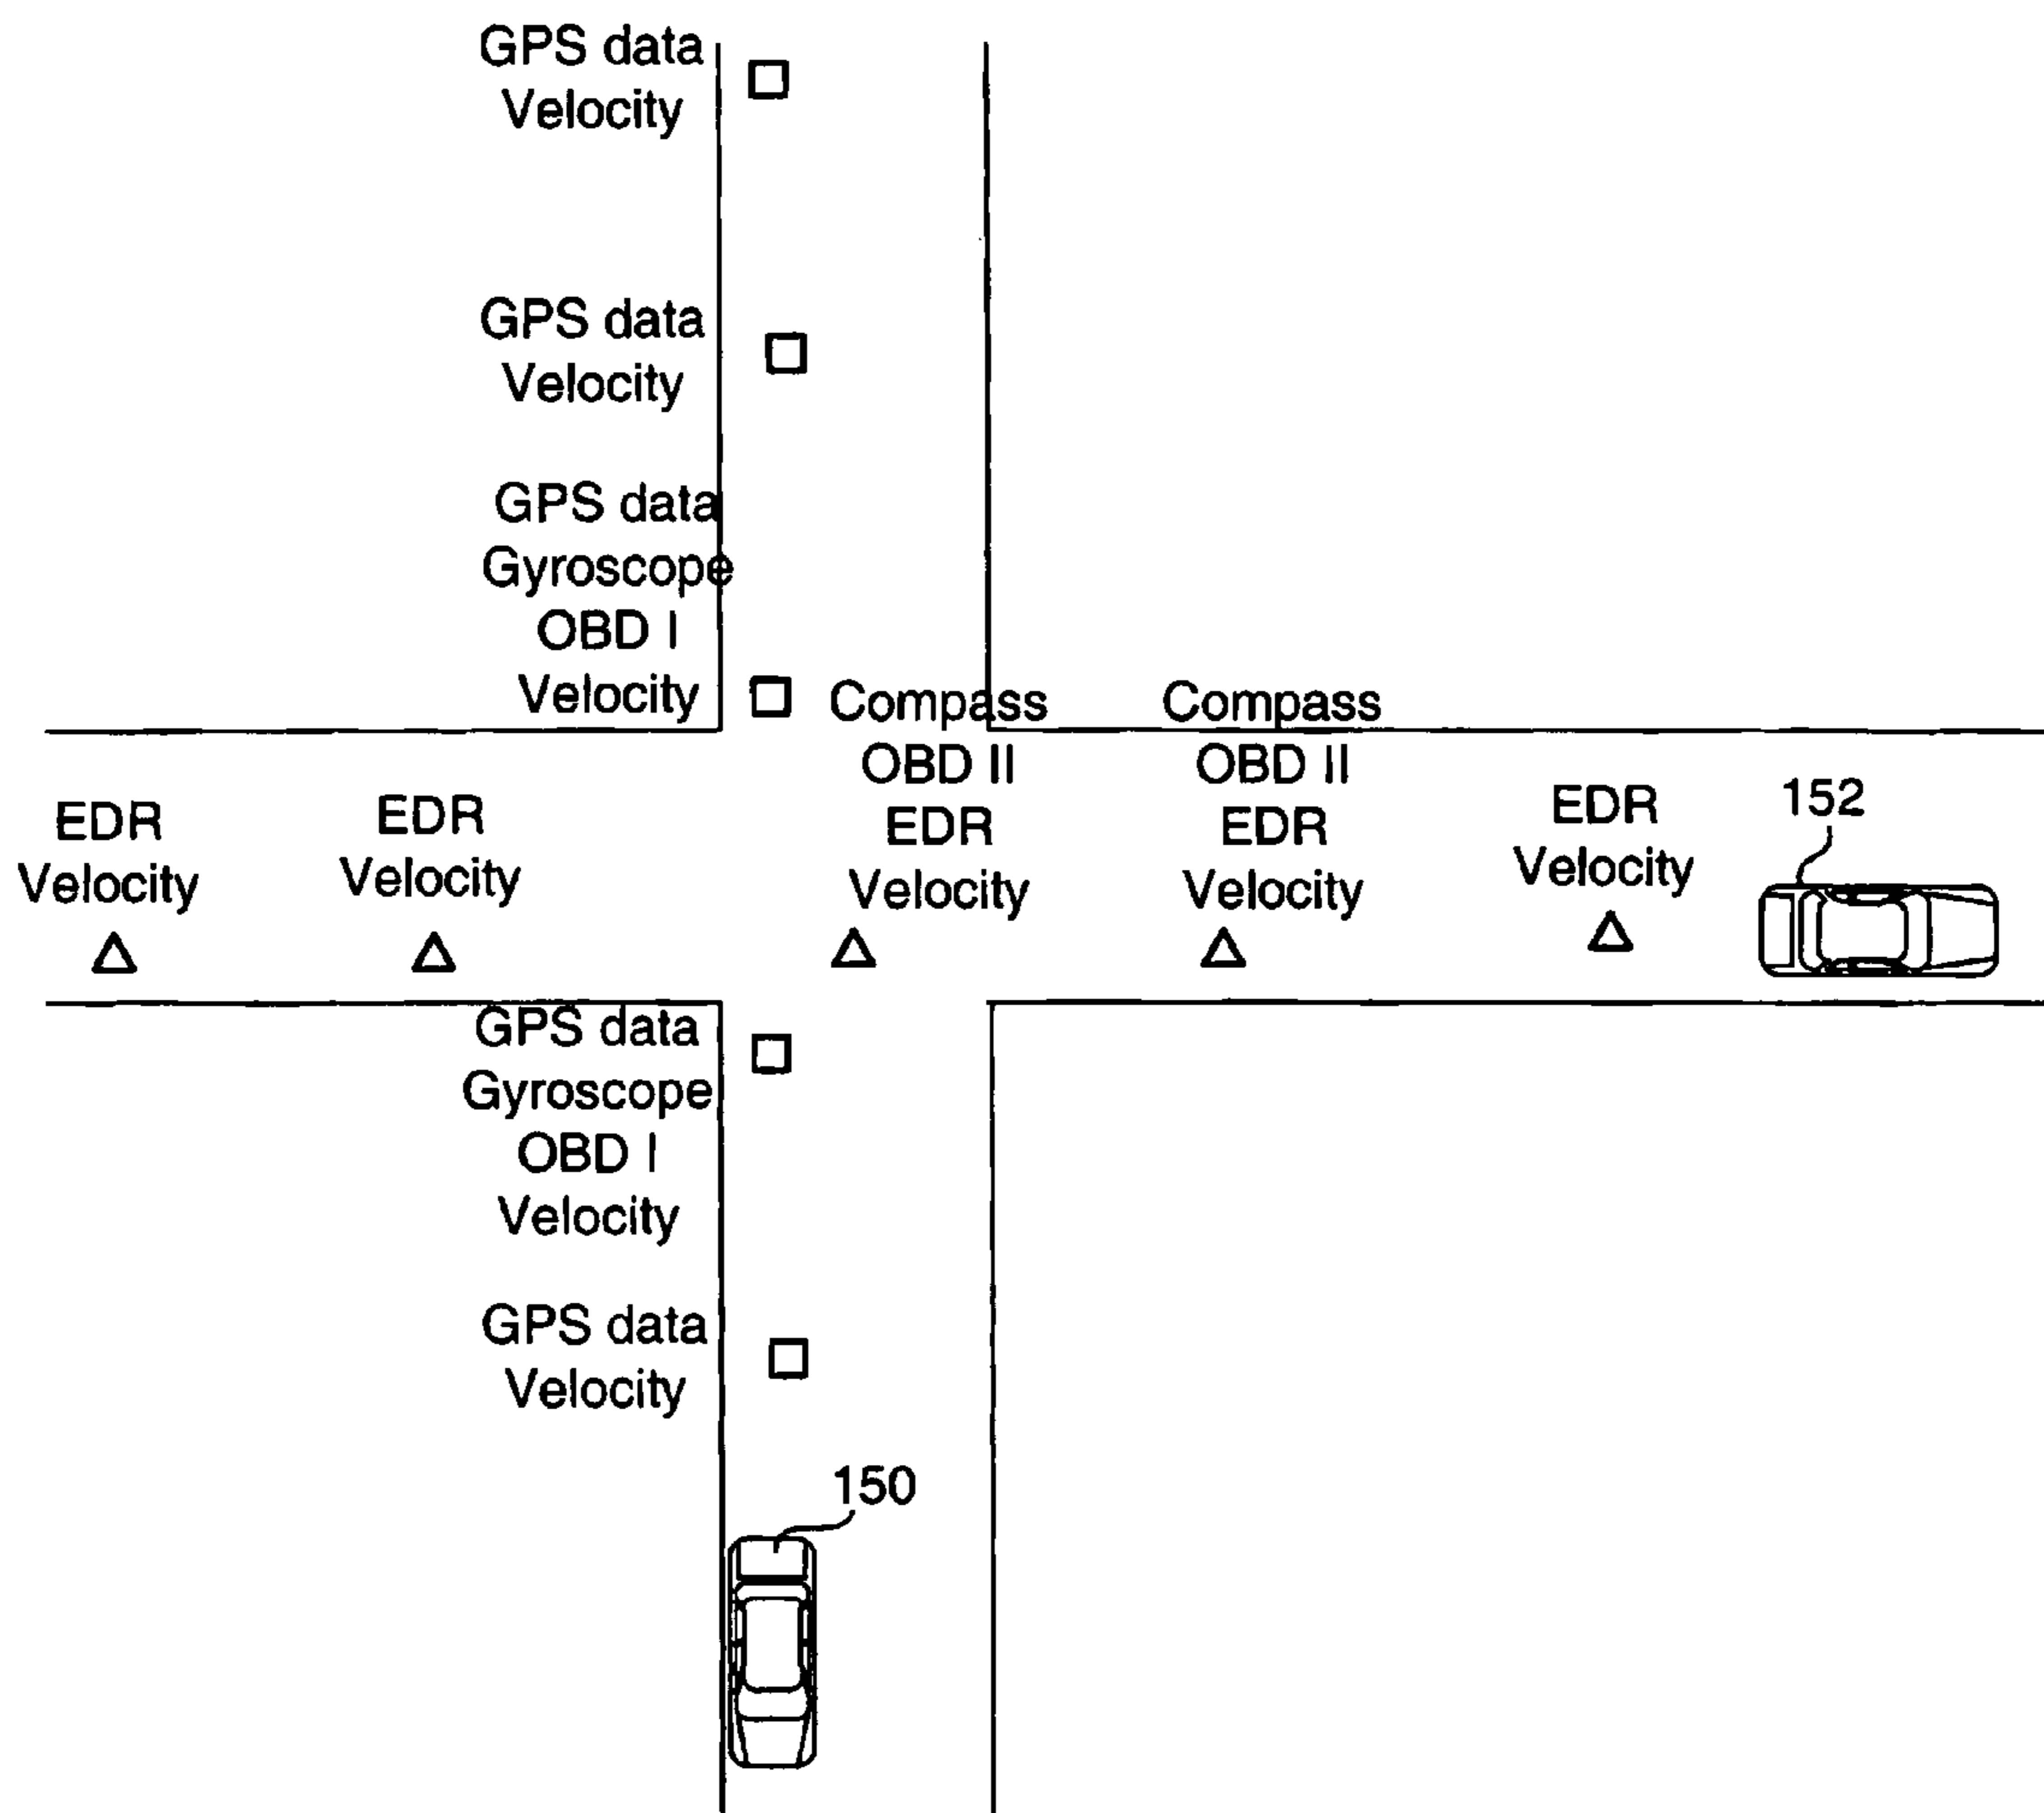 GPS data
Velocity
GPS data
Velocity
GPS data
Gyroscope
OBD I
Velocity
Compass
OBD II
EDR
Velocity
Compass
OBD II
EDR
Velocity
EDR
Velocity
EDR
Velocity
EDR
Velocity
152
GPS data
Gyroscope
OBD I
Velocity
GPS data
Velocity
150